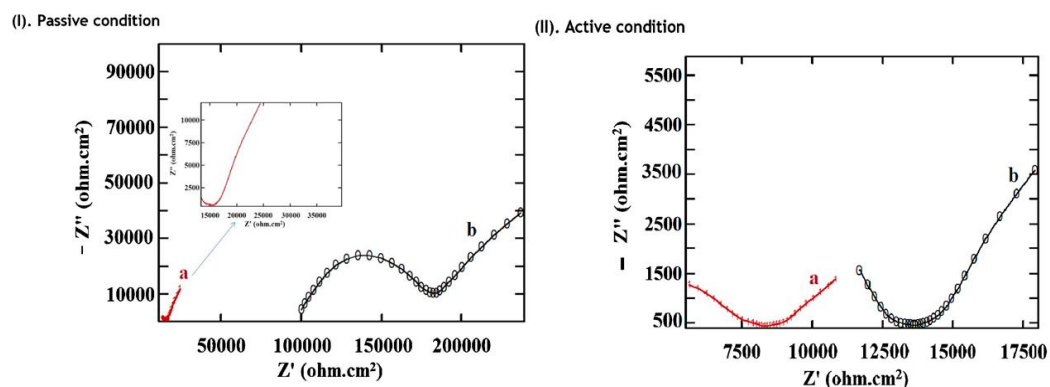 (I). Passive condition
90000
70000
50000
30000
10000
– Z" (ohm.cm²)
50000 100000 150000 200000
Z' (ohm.cm²)
a
b
10000
7500
5000
2500
Z'' (ohm.cm²)
15000 20000 25000 30000 35000
Z' (ohm.cm²)
(II). Active condition
5500
4500
3500
2500
1500
500
– Z" (ohm.cm²)
7500 10000 12500 15000 17500
Z' (ohm.cm²)
a
b